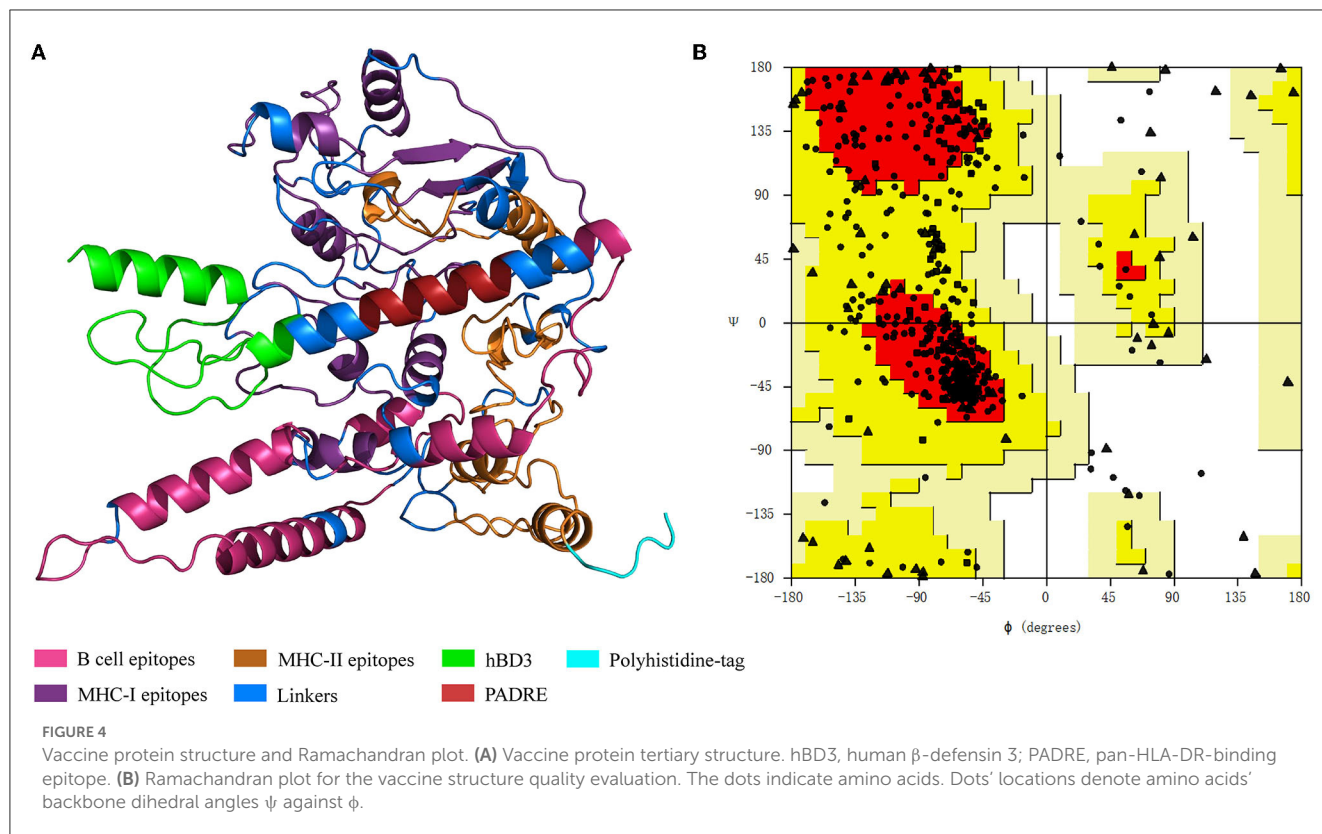 A
B
180
135
90
45
0
-45
-90
-135
-180
Ψ
-180 -135 -90 -45 0 45 90 135 180
ϕ (degrees)
B cell epitopes MHC-II epitopes hBD3 Polyhistidine-tag
MHC-I epitopes Linkers PADRE
FIGURE 4
Vaccine protein structure and Ramachandran plot. (A) Vaccine protein tertiary structure. hBD3, human β-defensin 3; PADRE, pan-HLA-DR-binding
epitope. (B) Ramachandran plot for the vaccine structure quality evaluation. The dots indicate amino acids. Dots’ locations denote amino acids’
backbone dihedral angles ψ against ϕ.